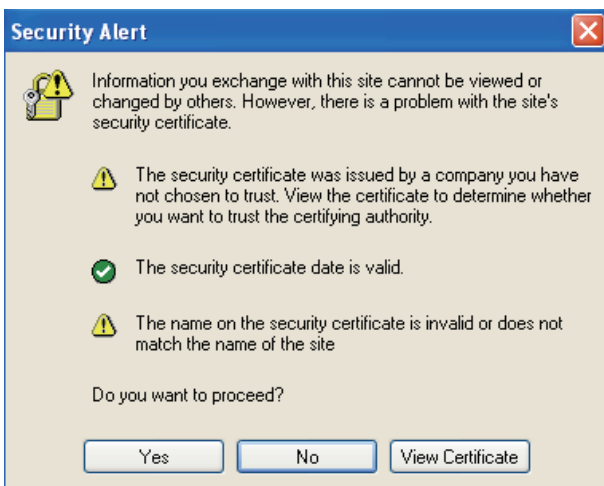 Security Alert
Information you exchange with this site cannot be viewed or
changed by others. However, there is a problem with the site's
security certificate.
The security certificate was issued by a company you have
not chosen to trust. View the certificate to determine whether
you want to trust the certifying authority.
The security certificate date is valid.
The name on the security certificate is invalid or does not
match the name of the site
Do you want to proceed?
Yes
No
View Certificate